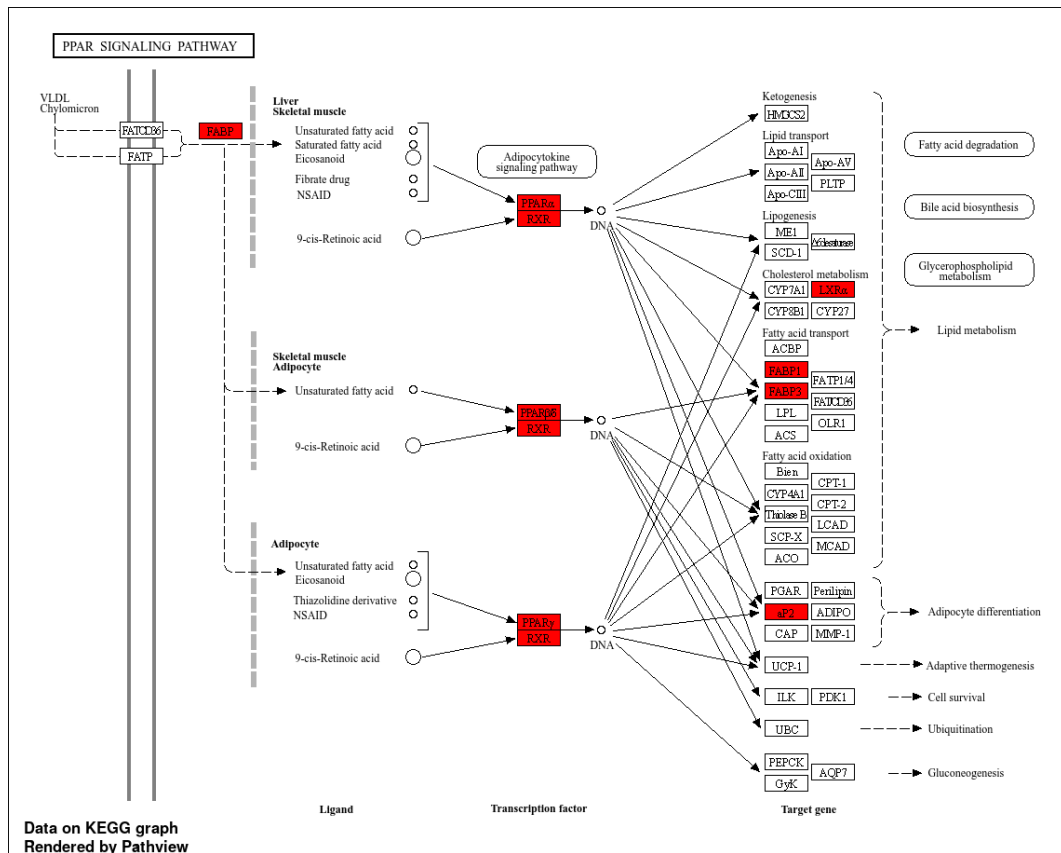 PPAR SIGNALING PATHWAY
VLDL
Chylomicron
FATCD36
FATP
FABP
Liver
Skeletal muscle
Unsaturated fatty acid
Saturated fatty acid
Eicosanoid
Fibrate drug
NSAID
9-cis-Retinoic acid
Adipocytokine
signaling pathway
PPARα
RXR
DNA
Skeletal muscle
Adipocyte
Unsaturated fatty acid
9-cis-Retinoic acid
PPARβ/δ
RXR
DNA
Adipocyte
Unsaturated fatty acid
Eicosanoid
Thiazolidine derivative
NSAID
9-cis-Retinoic acid
PPARγ
RXR
DNA
Ketogenesis
HMGCS2
Lipid transport
Apo-AI
Apo-AII
Apo-CIII
Apo-AV
PLTP
Lipogenesis
ME1
SCD-1
Δ6desaturase
Cholesterol metabolism
CYP7A1 LXRα
CYP8B1 CYP27
Fatty acid transport
ACBP
FABP1
FABP3
LPL
ACS
FATP1/4
FATCD36
OLR1
Fatty acid oxidation
Bien
CYP4A1
Thiolase B
SCP-X
ACO
CPT-1
CPT-2
LCAD
MCAD
PGAR Perilipin
aP2 ADIPO
CAP MMP-1
UCP-1
ILK PDK1
UBC
PEPCK
GyK
AQP7
Fatty acid degradation
Bile acid biosynthesis
Glycerophospholipid
metabolism
Lipid metabolism
Adipocyte differentiation
Adaptive thermogenesis
Cell survival
Ubiquitination
Gluconeogenesis
Ligand
Transcription factor
Target gene
Data on KEGG graph
Rendered by Pathview